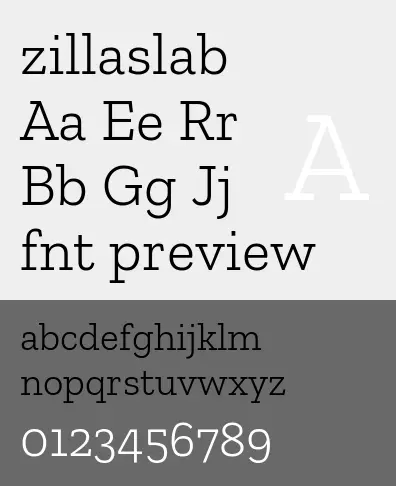 zillaslab
Aa Ee Rr
A
Bb Gg Jj
fnt preview
abcdefghijklm
nopqrstuvwxyz
0123456789